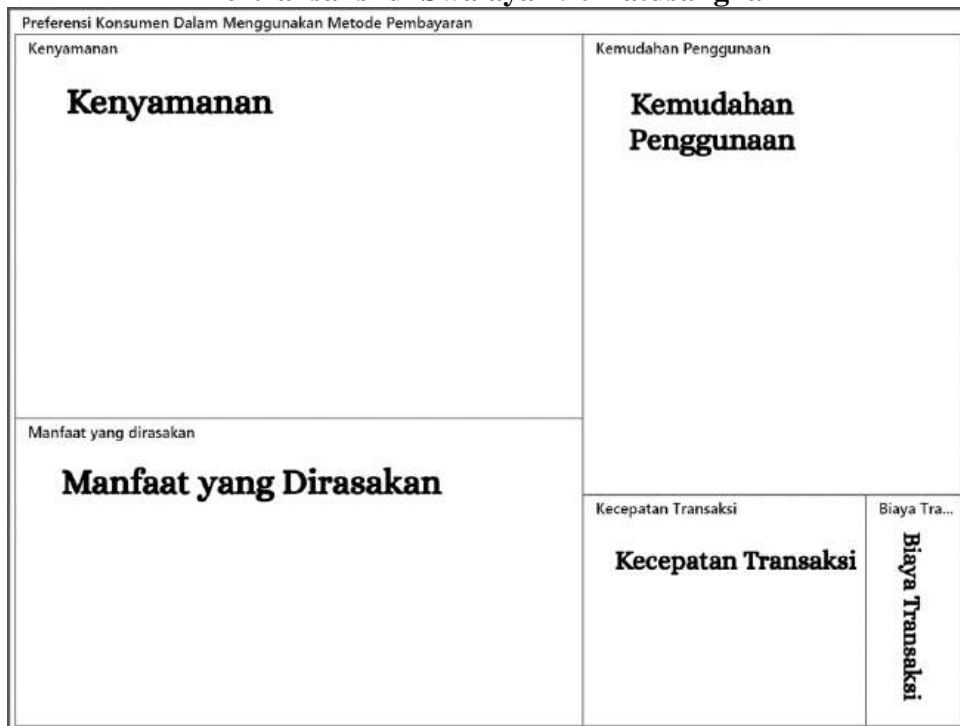 Preferensi Konsumen Dalam Menggunakan Metode Pembayaran
Kenyamanan
Kenyamanan
Kemudahan Penggunaan
Kemudahan
Penggunaan
Manfaat yang dirasakan
Manfaat yang Dirasakan
Kecepatan Transaksi
Kecepatan Transaksi
Biaya Tra...
Biaya Transaksi